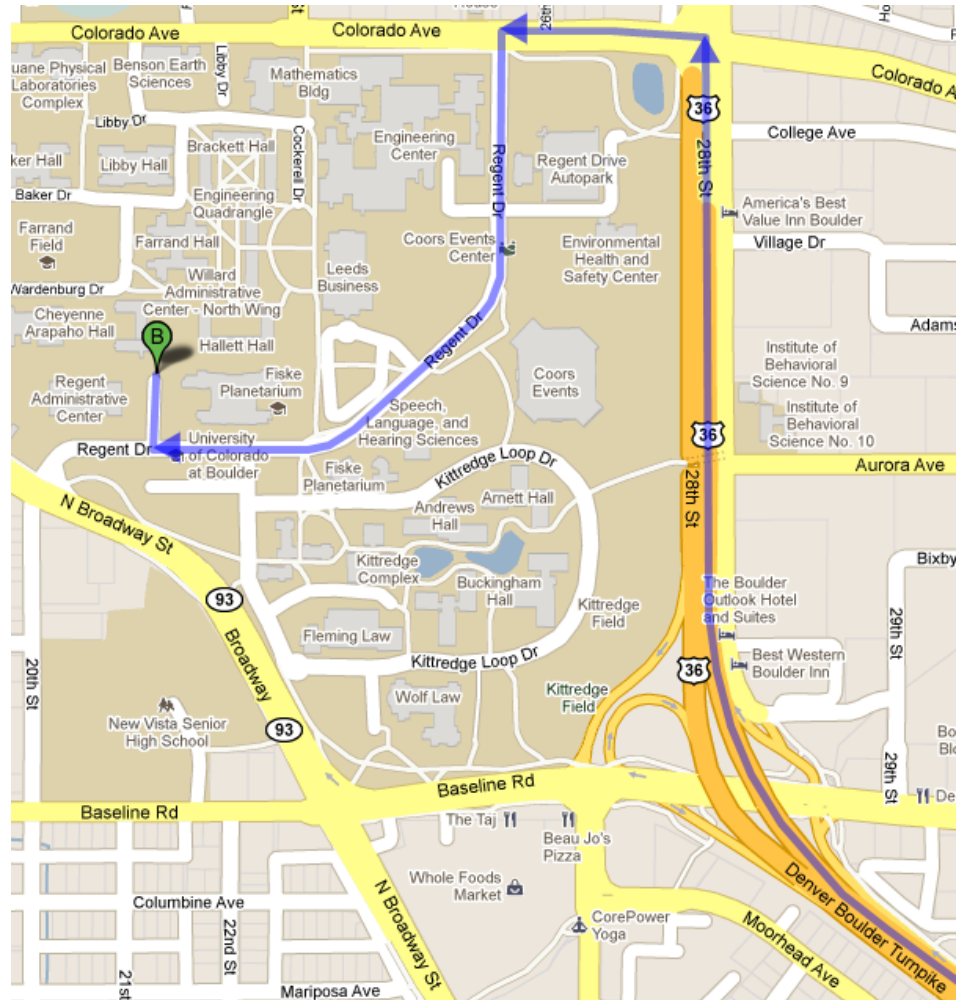 House
29th
St
Colorado Ave
Colorado Ave
Colorado A
Duane Physical
Laboratories
Complex
Benson Earth
Sciences
Libby Dr
Mathematics
Bldg
36
College Ave
Libby Dr
Brackett Hall
Cockerell Dr
Engineering
Center
Regent Dr
Regent Drive
Autopark
28th St
ker Hall
Libby Hall
Baker Dr
Engineering
Quadrangle
America's Best
Value Inn Boulder
Farrand
Field
Farrand Hall
Coors Events
Center
Environmental
Health and
Safety Center
Village Dr
Leeds
Business
Wardenburg Dr
Willard
Administrative
Center - North Wing
Cheyenne
Arapaho Hall
B
Hallett Hall
Regent Dr
Adams
Institute of
Behavioral
Science No. 9
Regent
Administrative
Center
Fiske
Planetarium
Coors
Events
Speech,
Language, and
Hearing Sciences
Institute of
Behavioral
Science No. 10
36
Regent Dr
University
of Colorado
at Boulder
Fiske
Planetarium
Kittredge Loop Dr
Aurora Ave
28th St
N Broadway St
Arnett Hall
Andrews
Hall
Kittredge
Complex
Buckingham
Hall
Bixby
93
Kittredge
Field
The Boulder
Outlook Hotel
and Suites
29th St
Fleming Law
Broadway
Kittredge Loop Dr
36
Best Western
Boulder Inn
20th St
Wolf Law
Kittredge
Field
New Vista Senior
High School
93
Bo
29th St
Baseline Rd
Baseline Rd
De
The Taj
Beau Jo's
Pizza
Denver Boulder Turnpike
Whole Foods
Market
N Broadway St
Columbine Ave
22nd St
CorePower
Yoga
Moorhead Ave
21st
Mariposa Ave